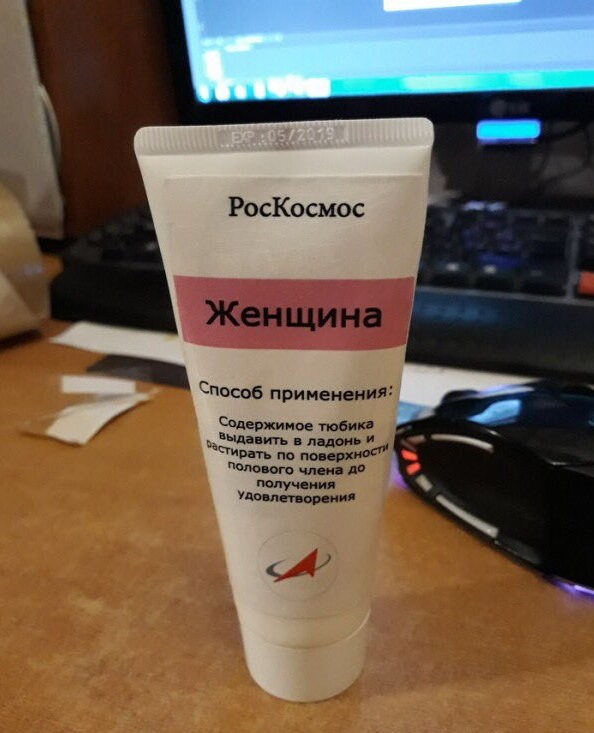 EXP :05/2019
РосКосмос
Женщина
Способ применения:
Содержимое тюбика
выдавить в ладонь и
растирать по поверхности
полового члена до
получения
удовлетворения
LG